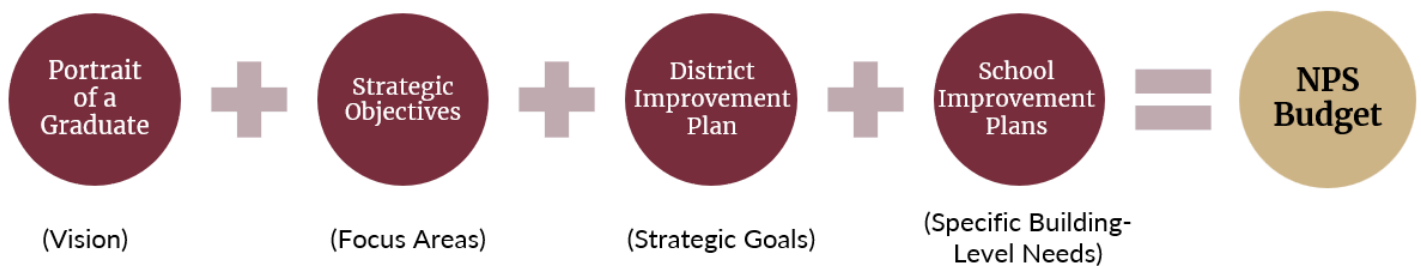 Portrait
of a
Graduate
Strategic
Objectives
District
Improvement
Plan
School
Improvement
Plans
NPS
Budget
(Vision)
(Focus Areas)
(Strategic Goals)
(Specific Building-
Level Needs)